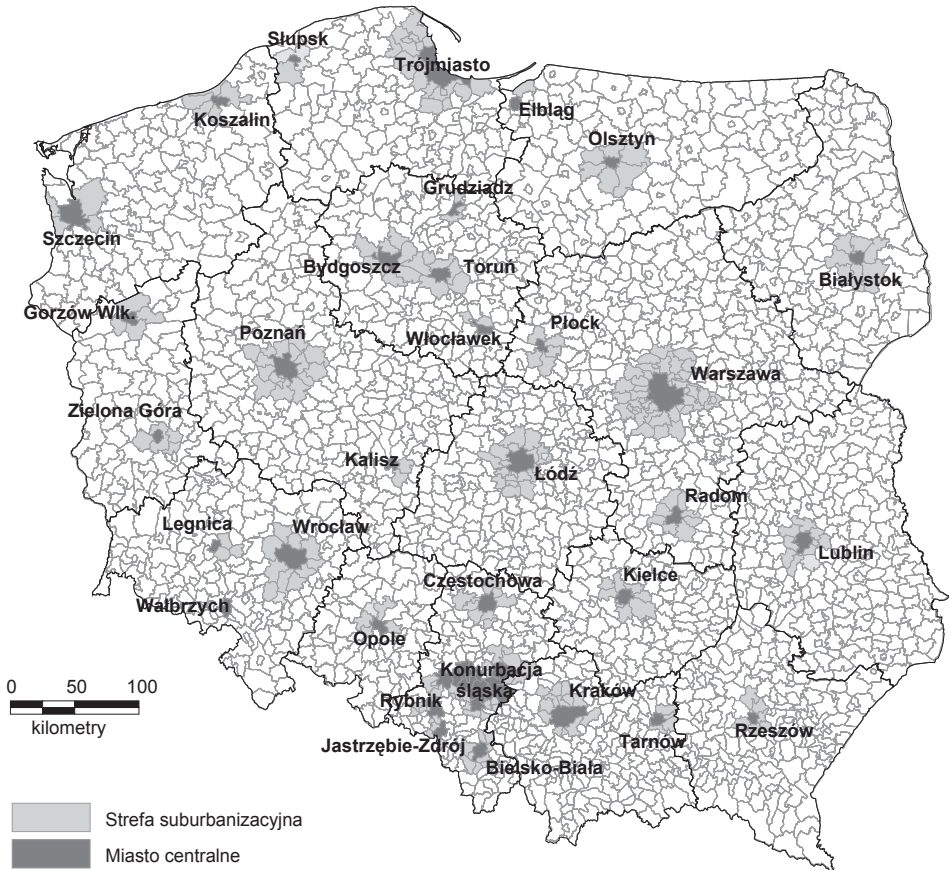 Słupsk
Trójmiasto
Koszalin
Elbląg
Olsztyn
Grudziądz
Szczecin
Bydgoszcz
Toruń
Białystok
Gorzów Wlk.
Poznań
Włocławek
Płock
Warszawa
Zielona Góra
Kalisz
Łódź
Radom
Legnica
Wrocław
Lublin
Częstochowa
Kielce
Wałbrzych
Opole
Konurbacja
śląska
Kraków
Rybnik
Tarnów
Rzeszów
Jastrzębie-Zdrój
Bielsko-Biała
0 50 100
kilometry
Strefa suburbanizacyjna
Miasto centralne